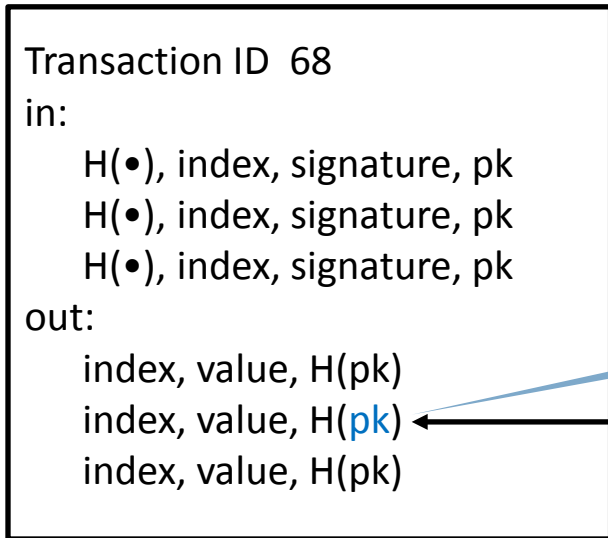 Transaction ID 68
in:
H(•), index, signature, pk
H(•), index, signature, pk
H(•), index, signature, pk
out:
index, value, H(pk)
index, value, H(pk)
index, value, H(pk)